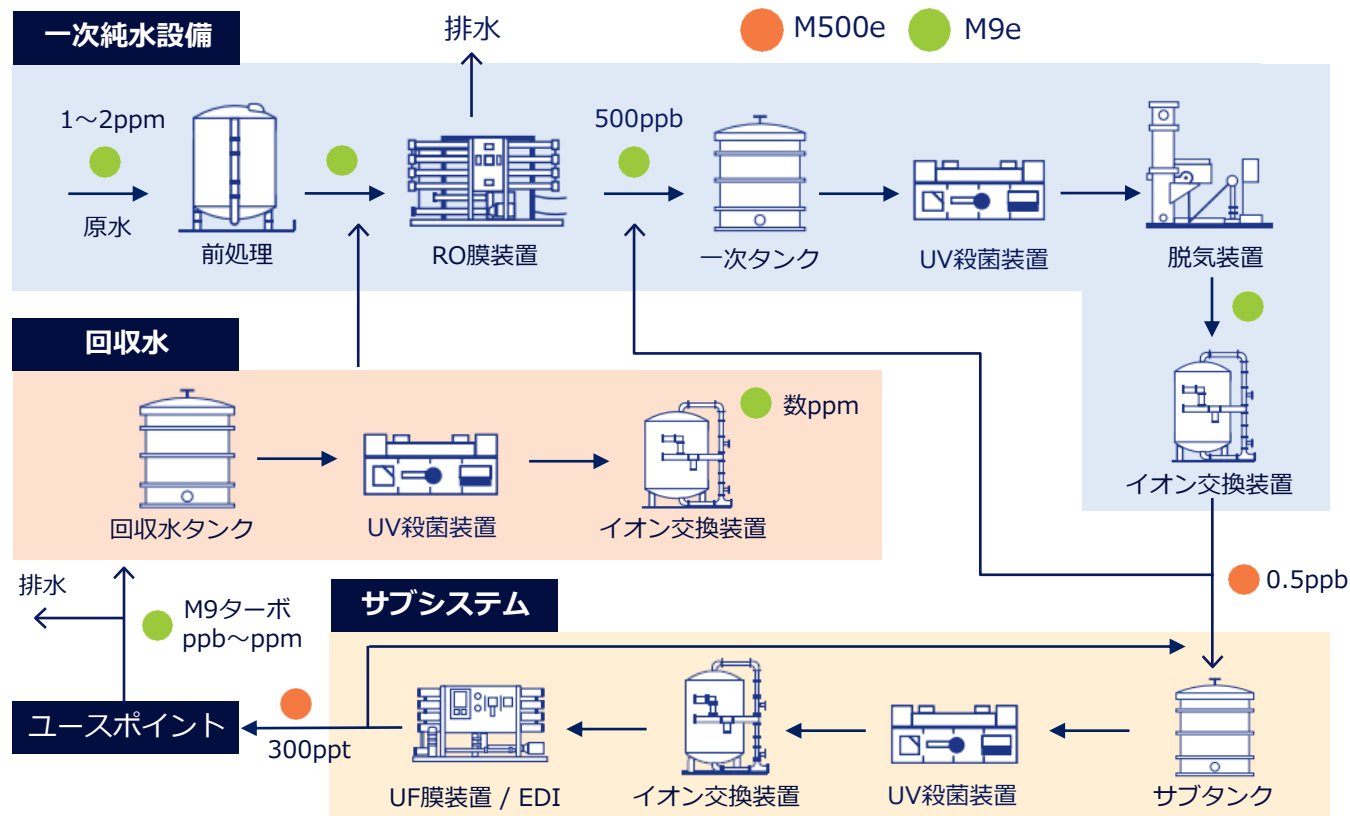 一次純水設備
排水
M500e
M9e
1～2ppm
500ppb
原水
前処理
RO膜装置
一次タンク
UV殺菌装置
脱気装置
イオン交換装置
回収水
数ppm
回収水タンク
UV殺菌装置
イオン交換装置
0.5ppb
排水
M9ターボ
ppb～ppm
サブシステム
ユースポイント
300ppt
UF膜装置 / EDI
イオン交換装置
UV殺菌装置
サブタンク